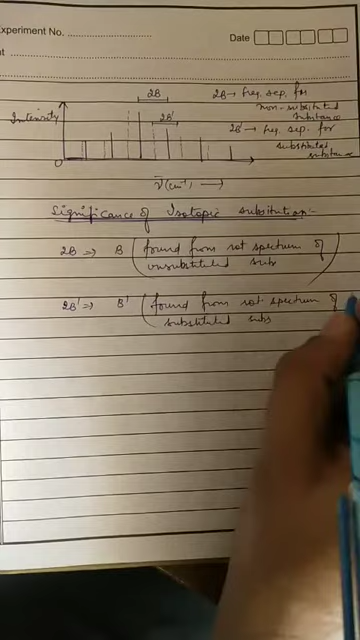 Experiment No.
Date
2B
2B → freq. sep. for
non-substituted
substance
Intensity
2B'
2B' → freq. sep. for
substituted
substance
0
ν̄ (cm⁻¹) →
Significance of Isotopic substitution:-
2B ⇒ B (found from rot spectrum of
unsubstituted subs)
2B' ⇒ B' (found from rot. spectrum of
substituted subs